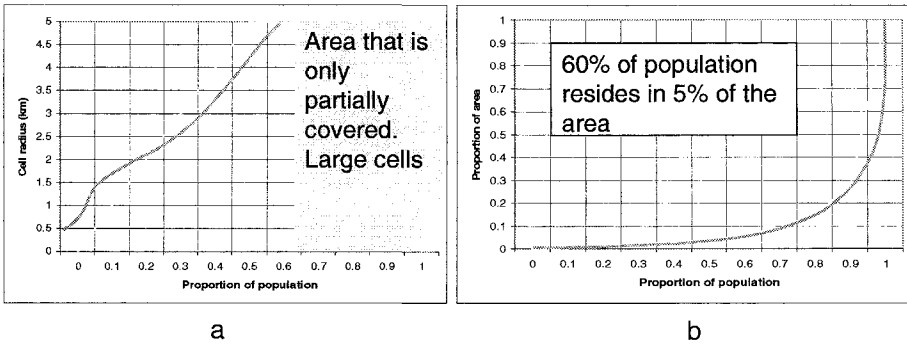 5
4.5
4
3.5
3
2.5
2
1.5
1
0.5
0
Cell radius (km)
0 0.1 0.2 0.3 0.4 0.5 0.6 0.7 0.8 0.9 1
Proportion of population
Area that is
only
partially
covered.
Large cells
a
1
0.9
0.8
0.7
0.6
0.5
0.4
0.3
0.2
0.1
0
Proportion of area
0 0.1 0.2 0.3 0.4 0.5 0.6 0.7 0.8 0.9 1
Proportion of population
60% of population
resides in 5% of the
area
b